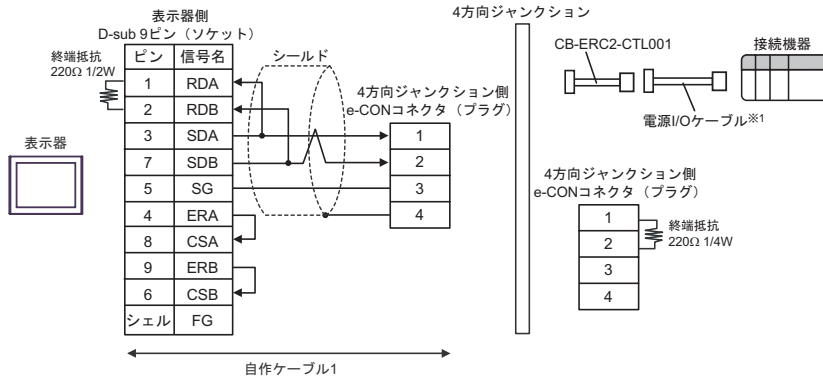 4方向ジャンクション
表示器側
D-sub 9ピン（ソケット）
終端抵抗
220Ω 1/2W
ピン 信号名
1 RDA
2 RDB
3 SDA
7 SDB
5 SG
4 ERA
8 CSA
9 ERB
6 CSB
シェル FG
シールド
表示器
4方向ジャンクション側
e-CONコネクタ（プラグ）
1
2
3
4
自作ケーブル1
CB-ERC2-CTL001
接続機器
電源I/Oケーブル※1
4方向ジャンクション側
e-CONコネクタ（プラグ）
1
2
3
4
終端抵抗
220Ω 1/4W